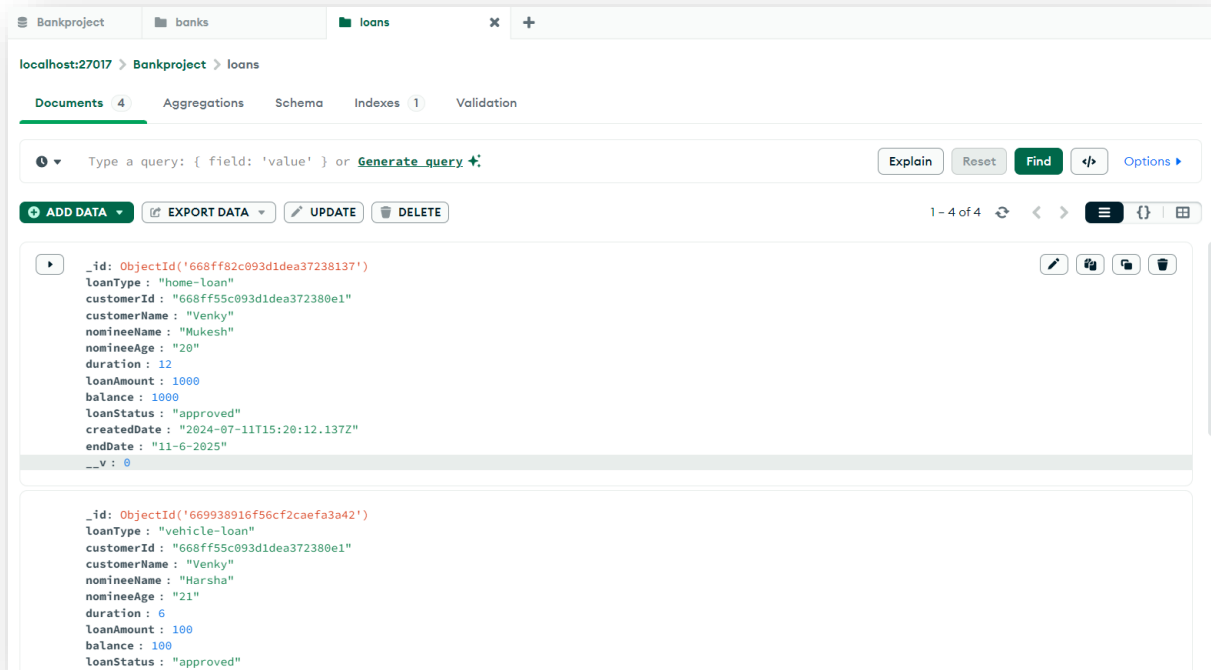 Bankproject banks loans
localhost:27017 > Bankproject > loans
Documents 4 Aggregations Schema Indexes 1 Validation
Type a query: { field: 'value' } or Generate query Explain Reset Find </> Options
ADD DATA EXPORT DATA UPDATE DELETE 1 – 4 of 4 {}
_id: ObjectId('668ff82c093d1dea37238137')
loanType : "home-loan"
customerId : "668ff55c093d1dea372380e1"
customerName : "Venky"
nomineeName : "Mukesh"
nomineeAge : "20"
duration : 12
loanAmount : 1000
balance : 1000
loanStatus : "approved"
createdDate : "2024-07-11T15:20:12.137Z"
endDate : "11-6-2025"
__v : 0
_id: ObjectId('669938916f56cf2caefa3a42')
loanType : "vehicle-loan"
customerId : "668ff55c093d1dea372380e1"
customerName : "Venky"
nomineeName : "Harsha"
nomineeAge : "21"
duration : 6
loanAmount : 100
balance : 100
loanStatus : "approved"